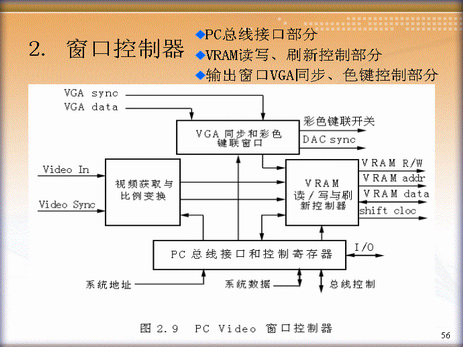 2. 窗口控制器
◆PC总线接口部分
◆VRAM读写、刷新控制部分
◆输出窗口VGA同步、色键控制部分
VGA sync
VGA data
VGA 同步和彩色
键联窗口
彩色键联开关
DAC sync
Video In
Video Sync
视频获取与
比例变换
VRAM
读/写与刷
新控制器
VRAM R/W
VRAM addr
VRAM data
shift cloc
PC 总线接口和控制寄存器
I/O
系统地址
系统数据
总线控制
图 2.9 PC Video 窗口控制器
56